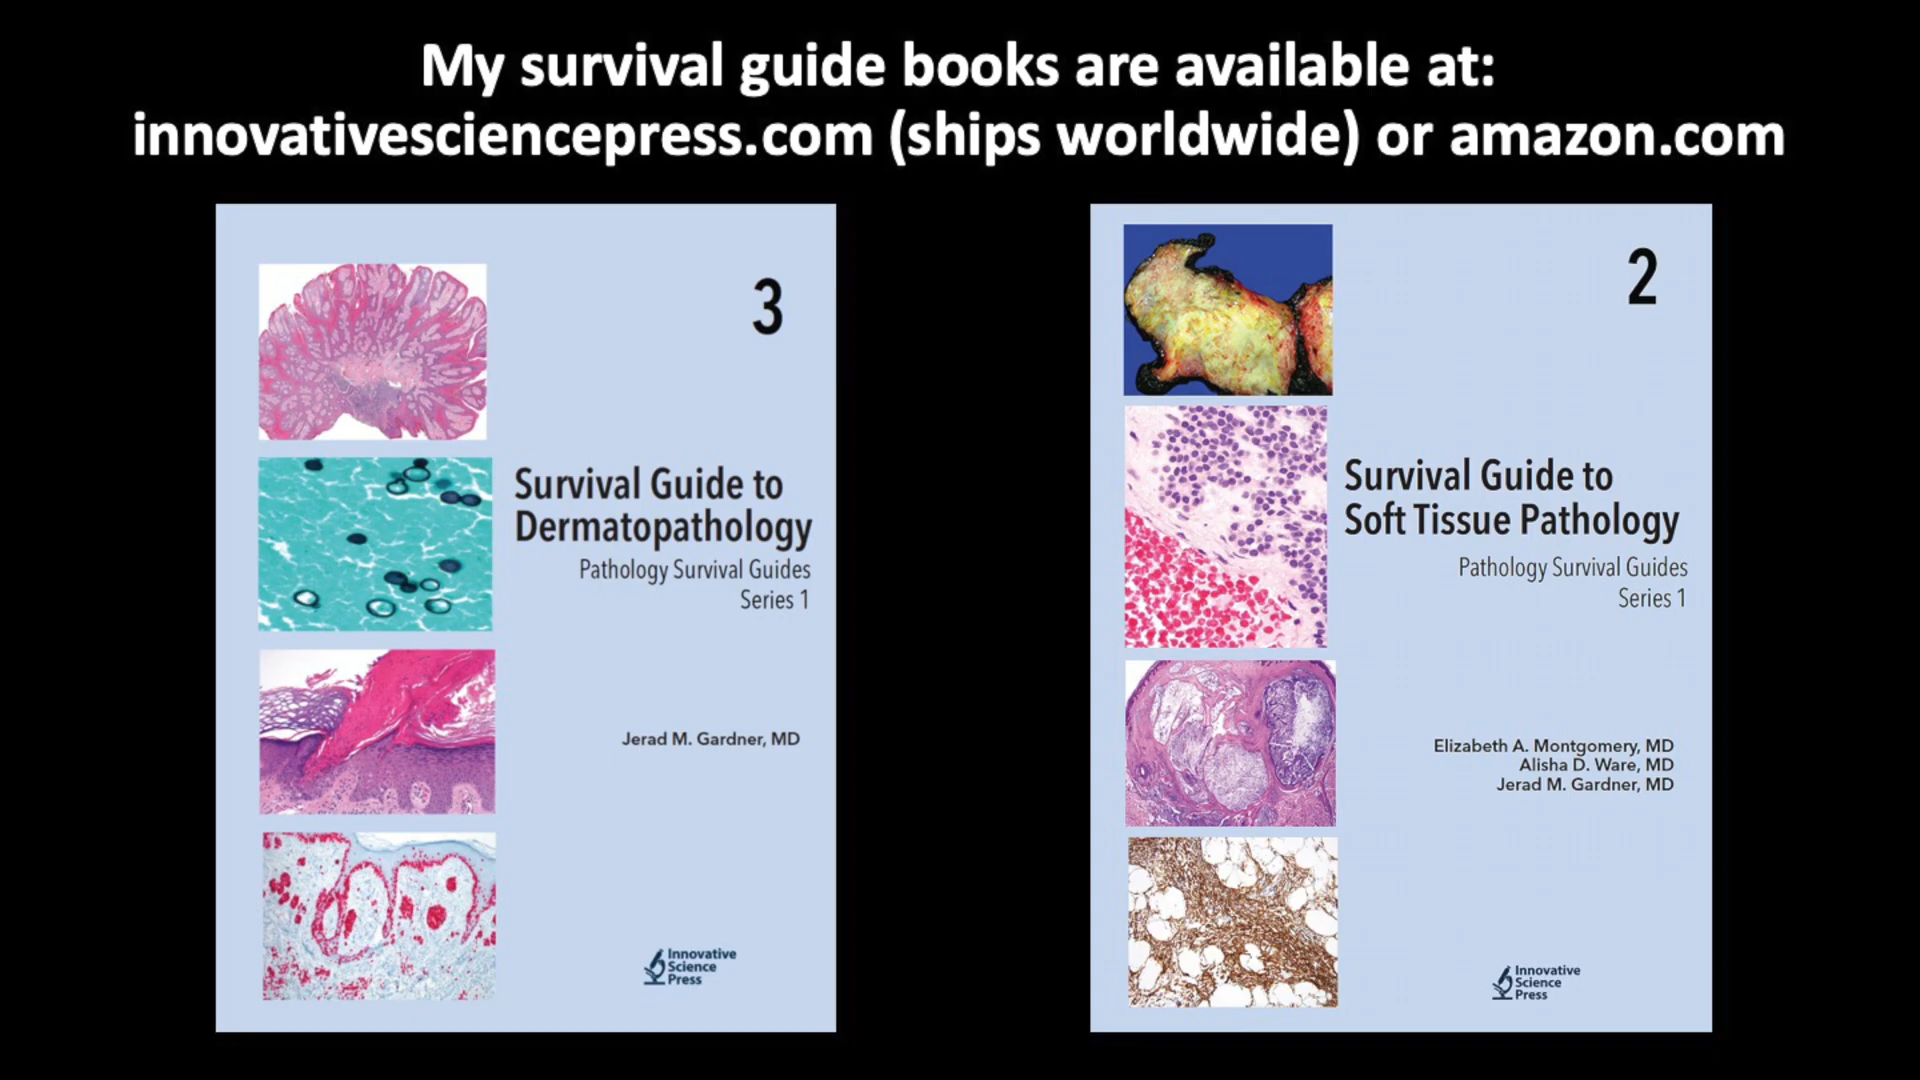 My survival guide books are available at:
innovativesciencepress.com (ships worldwide) or amazon.com
3
Survival Guide to
Dermatopathology
Pathology Survival Guides
Series 1
Jerad M. Gardner, MD
Innovative
Science
Press
2
Survival Guide to
Soft Tissue Pathology
Pathology Survival Guides
Series 1
Elizabeth A. Montgomery, MD
Alisha D. Ware, MD
Jerad M. Gardner, MD
Innovative
Science
Press